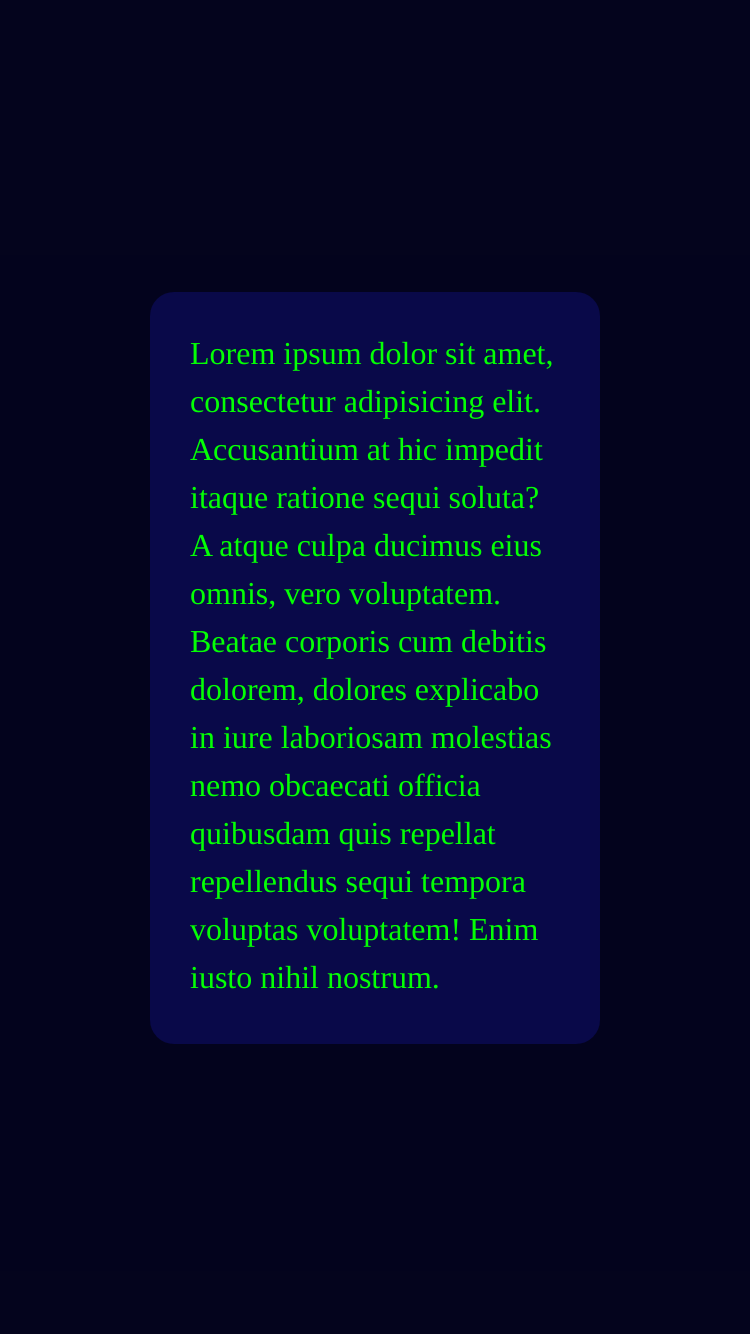 Lorem ipsum dolor sit amet,
consectetur adipisicing elit.
Accusantium at hic impedit
itaque ratione sequi soluta?
A atque culpa ducimus eius
omnis, vero voluptatem.
Beatae corporis cum debitis
dolorem, dolores explicabo
in iure laboriosam molestias
nemo obcaecati officia
quibusdam quis repellat
repellendus sequi tempora
voluptas voluptatem! Enim
iusto nihil nostrum.